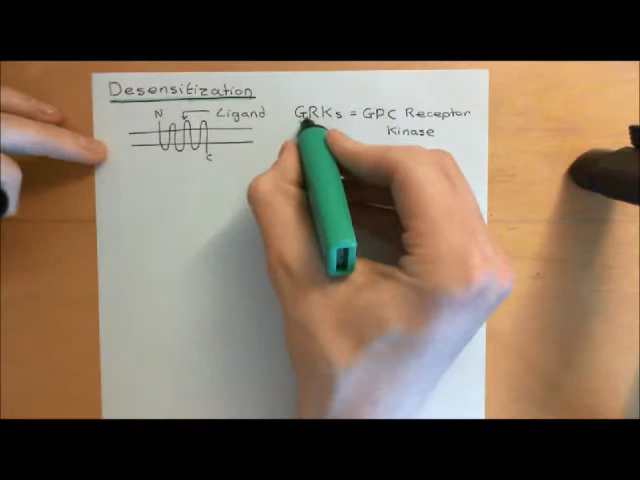 Desensitization
N Ligand
C
GRKs = GPC Receptor
Kinase